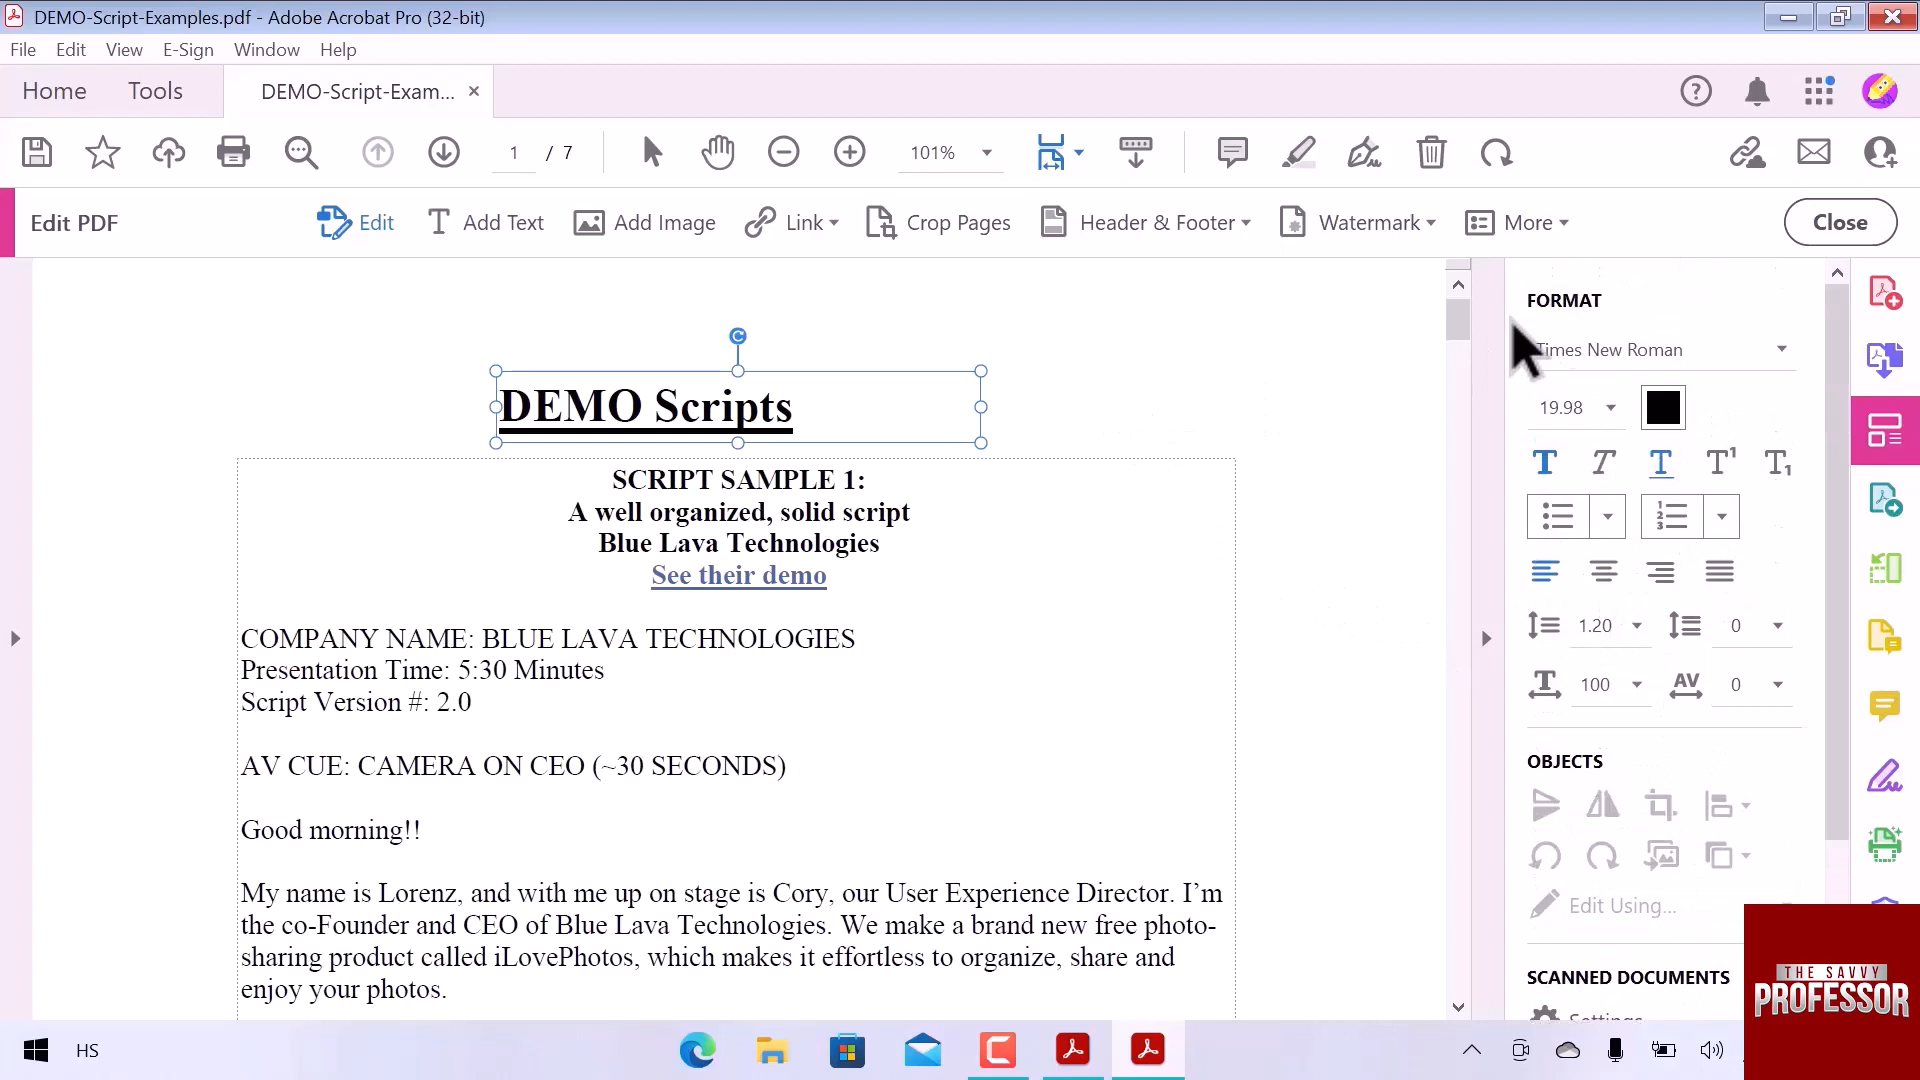 DEMO-Script-Examples.pdf - Adobe Acrobat Pro (32-bit)
File Edit View E-Sign Window Help
Home Tools DEMO-Script-Exam... ×
1 / 7 101%
Edit PDF Edit Add Text Add Image Link Crop Pages Header & Footer Watermark More Close
DEMO Scripts
SCRIPT SAMPLE 1:
A well organized, solid script
Blue Lava Technologies
See their demo
COMPANY NAME: BLUE LAVA TECHNOLOGIES
Presentation Time: 5:30 Minutes
Script Version #: 2.0
AV CUE: CAMERA ON CEO (~30 SECONDS)
Good morning!!
My name is Lorenz, and with me up on stage is Cory, our User Experience Director. I’m
the co-Founder and CEO of Blue Lava Technologies. We make a brand new free photo-
sharing product called iLovePhotos, which makes it effortless to organize, share and
enjoy your photos.
FORMAT
Times New Roman
19.98
1.20 0
100 0
OBJECTS
Edit Using...
SCANNED DOCUMENTS
Settings
THE SAVVY
PROFESSOR
HS